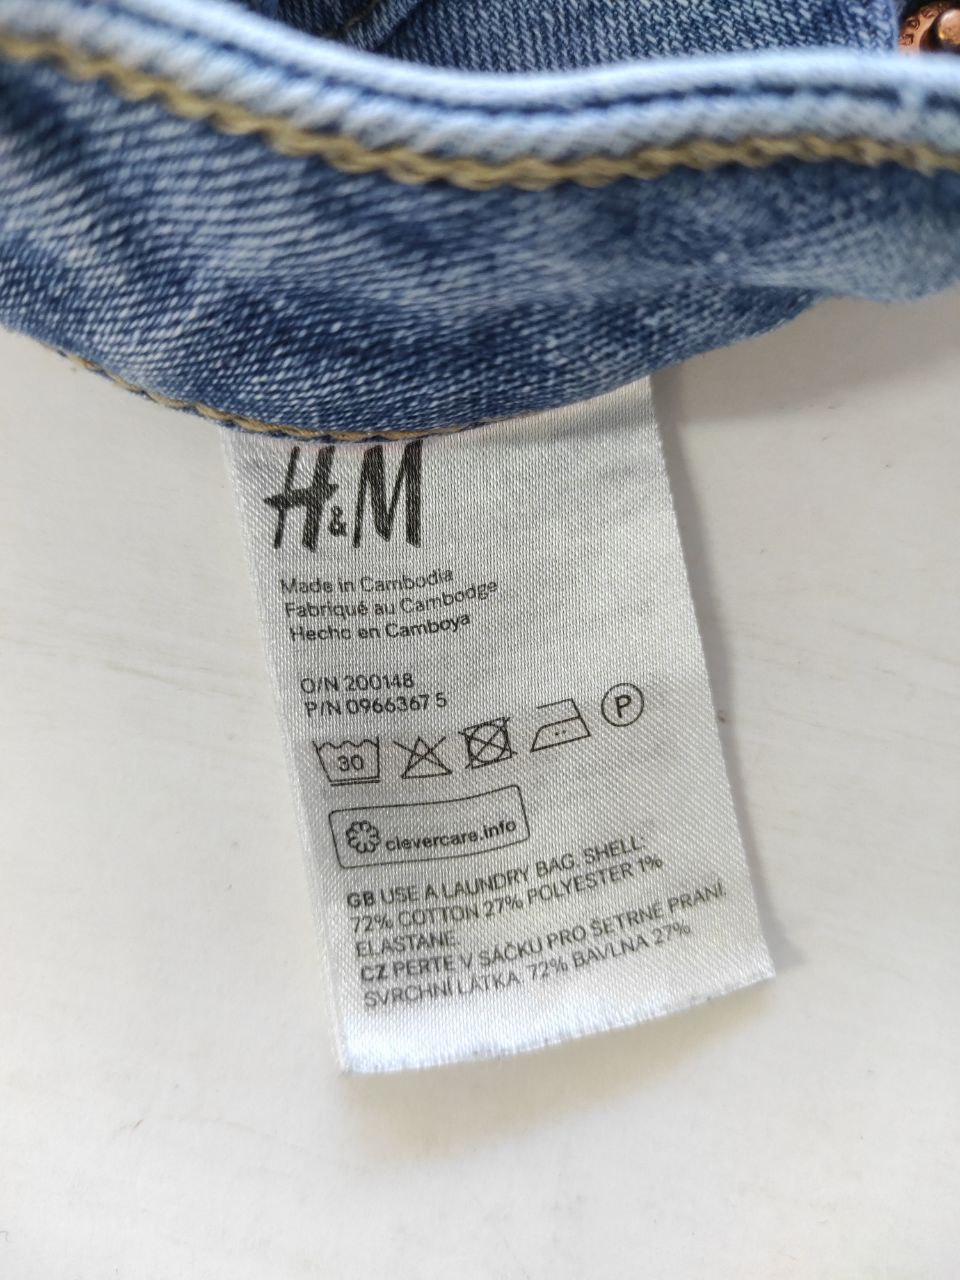 H&M
Made in Cambodia
Fabriqué au Cambodge
Hecho en Camboya
O/N 200148
P/N 0966367 5
30
P
clevercare.info
GB USE A LAUNDRY BAG. SHELL:
72% COTTON 27% POLYESTER 1%
ELASTANE.
CZ PERTE V SÁČKU PRO ŠETRNÉ PRANÍ.
SVRCHNÍ LÁTKA. 72% BAVLNA 27%